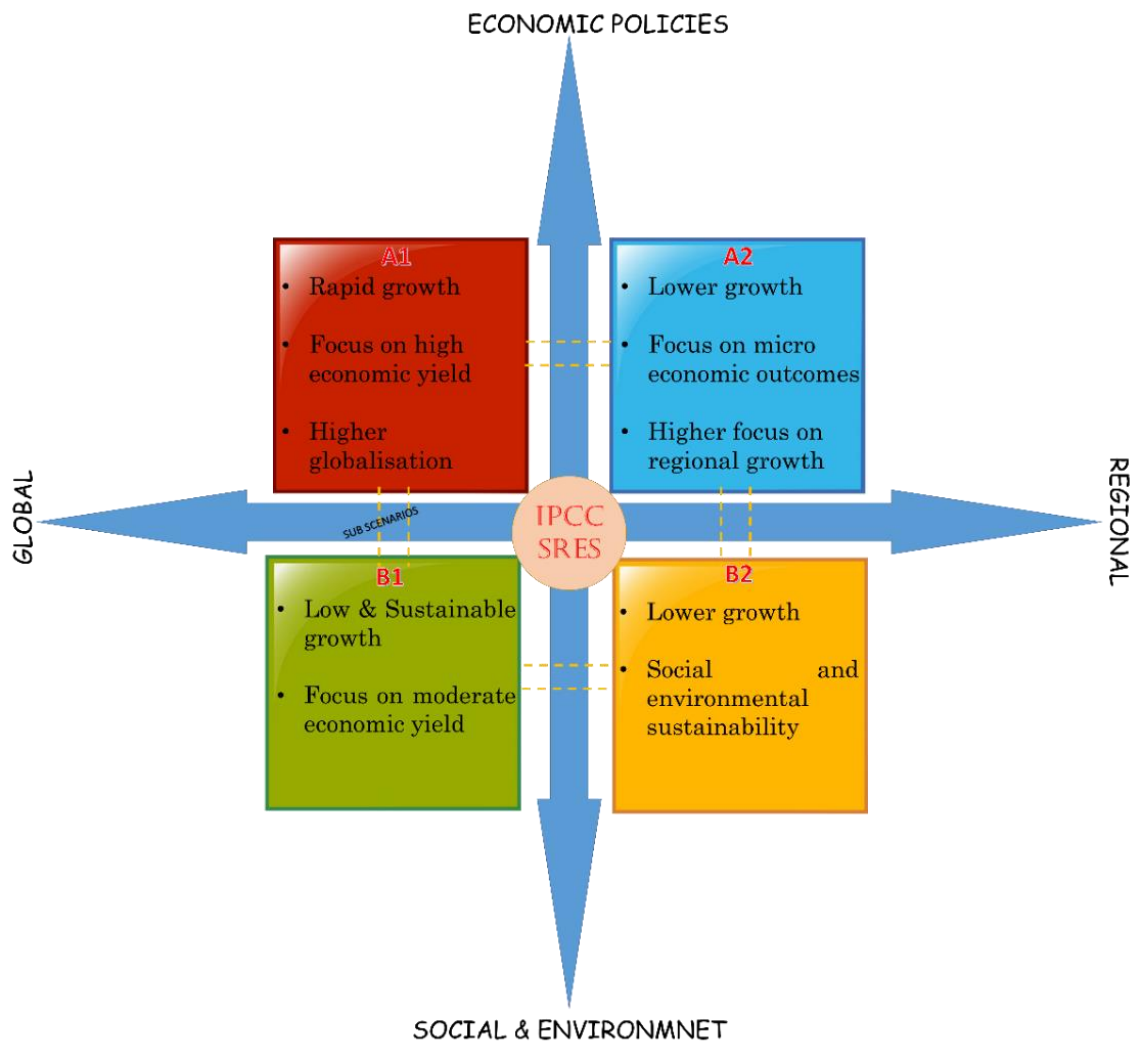 ECONOMIC POLICIES
A1
• Rapid growth
• Focus on high
economic yield
• Higher
globalisation
A2
• Lower growth
• Focus on micro
economic outcomes
• Higher focus on
regional growth
GLOBAL
SUB SCENARIOS
IPCC
SRES
REGIONAL
B1
• Low & Sustainable
growth
• Focus on moderate
economic yield
B2
• Lower growth
• Social and
environmental
sustainability
SOCIAL & ENVIRONMNET